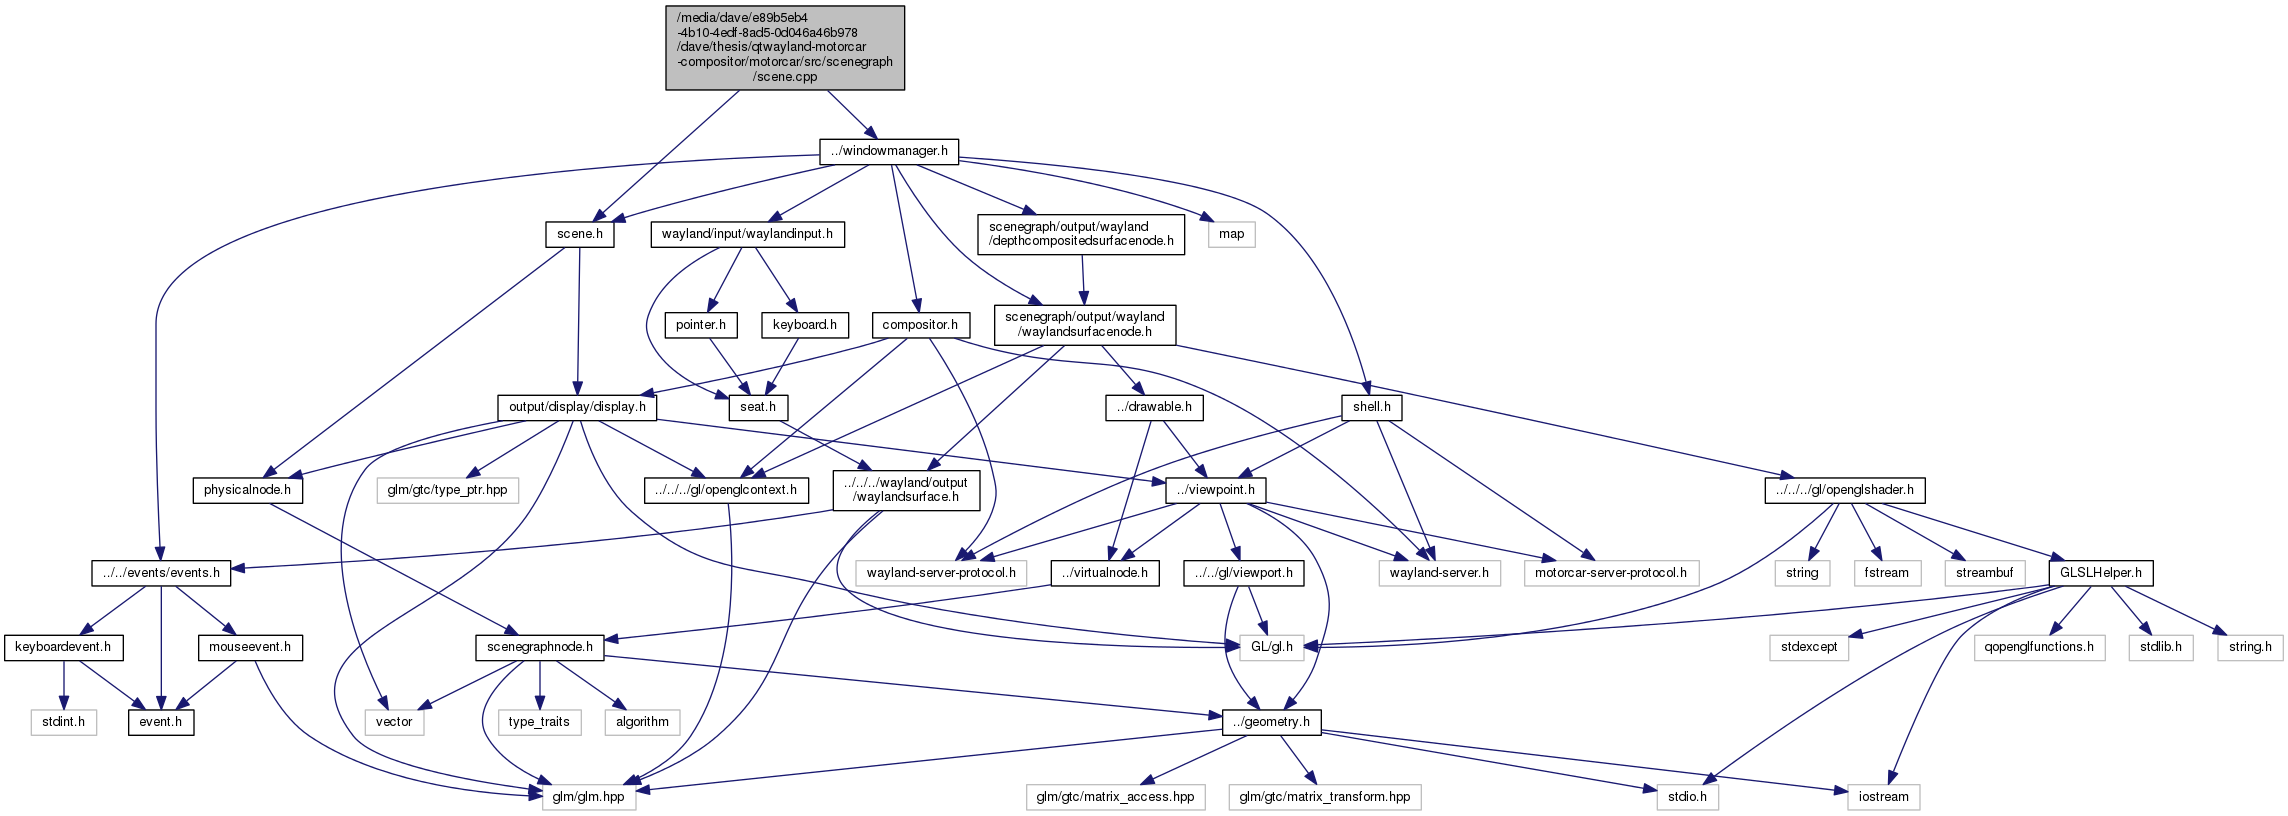 /media/dave/e89b5eb4
-4b10-4edf-8ad5-0d046a46b978
/dave/thesis/qtwayland-motorcar
-compositor/motorcar/src/scenegraph
/scene.cpp
../windowmanager.h
scene.h
wayland/input/waylandinput.h
scenegraph/output/wayland
/depthcompositedsurfacenode.h
map
pointer.h
keyboard.h
compositor.h
scenegraph/output/wayland
/waylandsurfacenode.h
output/display/display.h
seat.h
../drawable.h
shell.h
physicalnode.h
glm/gtc/type_ptr.hpp
../../../gl/openglcontext.h
../../../wayland/output
/waylandsurface.h
../viewpoint.h
../../../gl/openglshader.h
../../events/events.h
wayland-server-protocol.h
../virtualnode.h
../../gl/viewport.h
wayland-server.h
motorcar-server-protocol.h
string
fstream
streambuf
GLSLHelper.h
keyboardevent.h
mouseevent.h
scenegraphnode.h
GL/gl.h
stdexcept
qopenglfunctions.h
stdlib.h
string.h
stdint.h
event.h
vector
type_traits
algorithm
../geometry.h
glm/glm.hpp
glm/gtc/matrix_access.hpp
glm/gtc/matrix_transform.hpp
stdio.h
iostream